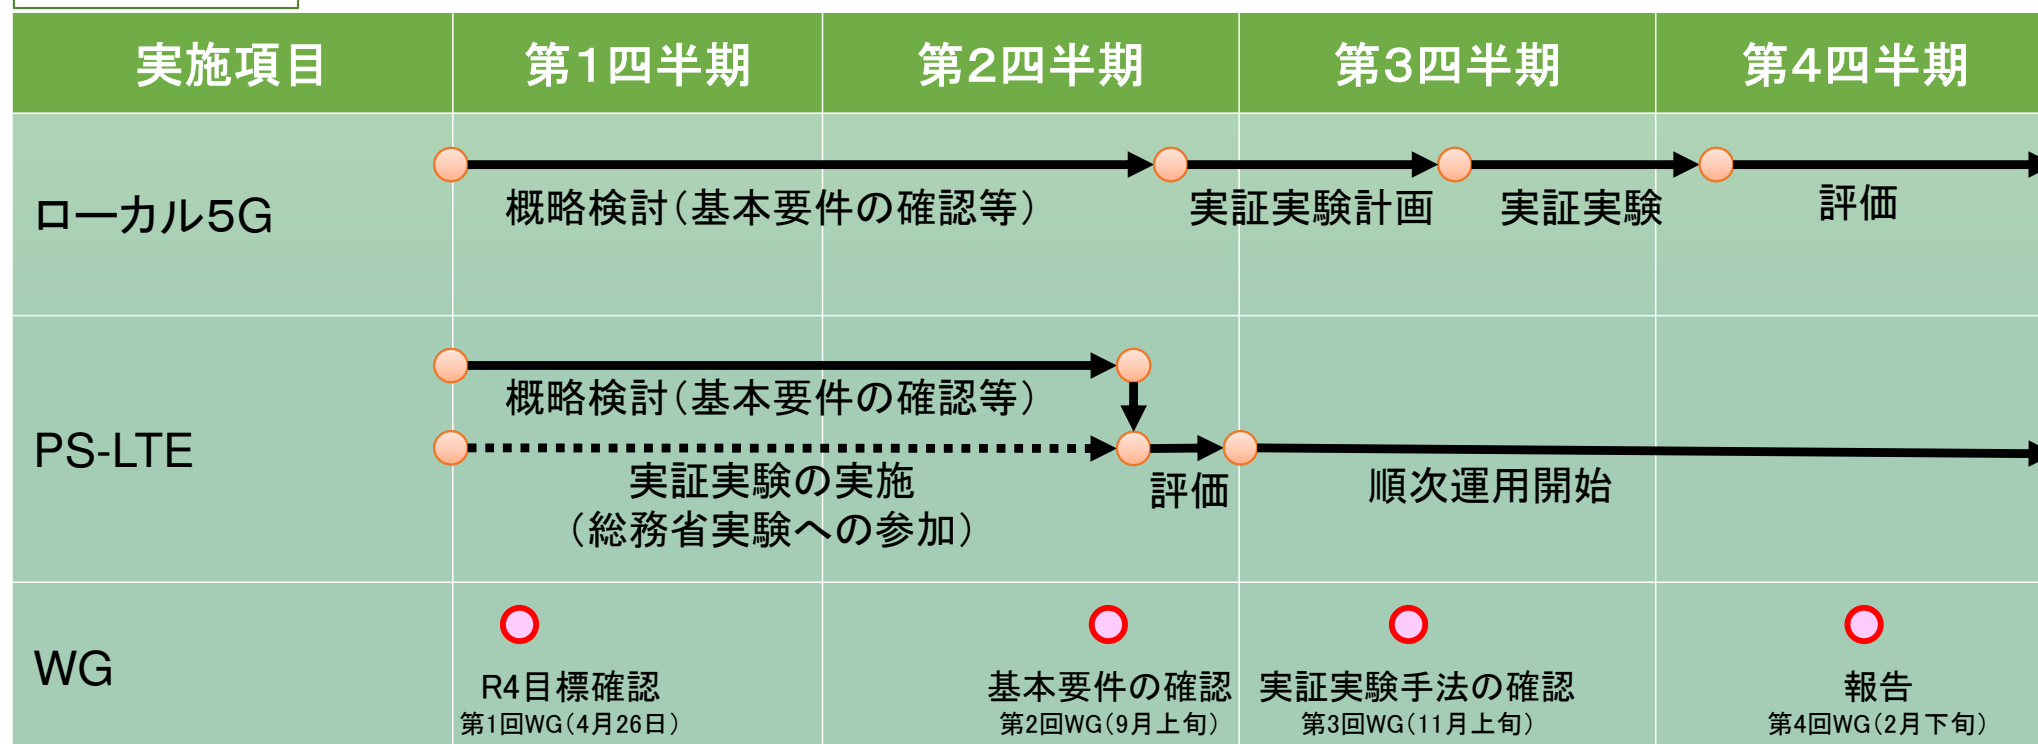 実施項目
第1四半期
第2四半期
第3四半期
第4四半期
ローカル5G
概略検討(基本要件の確認等)
実証実験計画
実証実験
評価
PS-LTE
概略検討(基本要件の確認等)
実証実験の実施
(総務省実験への参加)
評価
順次運用開始
WG
R4目標確認
第1回WG(4月26日)
基本要件の確認
第2回WG(9月上旬)
実証実験手法の確認
第3回WG(11月上旬)
報告
第4回WG(2月下旬)